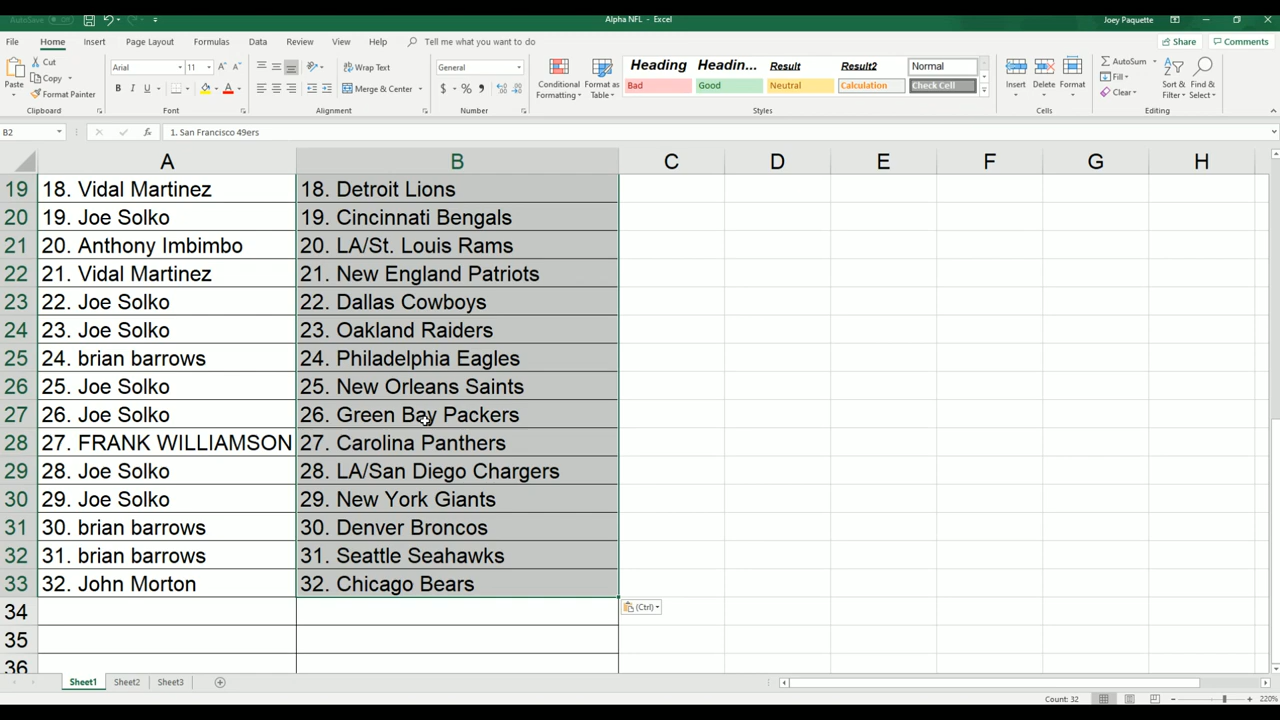 AutoSave Off
Alpha NFL - Excel
Joey Paquette
File Home Insert Page Layout Formulas Data Review View Help Tell me what you want to do
Share Comments
Paste
Cut
Copy
Format Painter
Clipboard
Arial 11
Font
Wrap Text
Merge & Center
Alignment
General
Number
Conditional Formatting
Format as Table
Heading Headin... Result Result2 Normal
Bad Good Neutral Calculation Check Cell
Styles
Insert Delete Format
Cells
AutoSum
Fill
Clear
Sort & Filter
Find & Select
Editing
B2
fx 1. San Francisco 49ers
A B C D E F G H
19 18. Vidal Martinez 18. Detroit Lions
20 19. Joe Solko 19. Cincinnati Bengals
21 20. Anthony Imbimbo 20. LA/St. Louis Rams
22 21. Vidal Martinez 21. New England Patriots
23 22. Joe Solko 22. Dallas Cowboys
24 23. Joe Solko 23. Oakland Raiders
25 24. brian barrows 24. Philadelphia Eagles
26 25. Joe Solko 25. New Orleans Saints
27 26. Joe Solko 26. Green Bay Packers
28 27. FRANK WILLIAMSON 27. Carolina Panthers
29 28. Joe Solko 28. LA/San Diego Chargers
30 29. Joe Solko 29. New York Giants
31 30. brian barrows 30. Denver Broncos
32 31. brian barrows 31. Seattle Seahawks
33 32. John Morton 32. Chicago Bears
34
(Ctrl)
35
36
Sheet1 Sheet2 Sheet3
Count: 32
220%